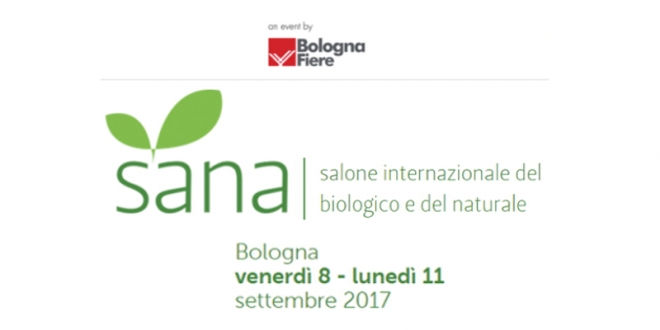 an event by
Bologna
Fiere
sana
salone internazionale del
biologico e del naturale
Bologna
venerdì 8 - lunedì 11
settembre 2017